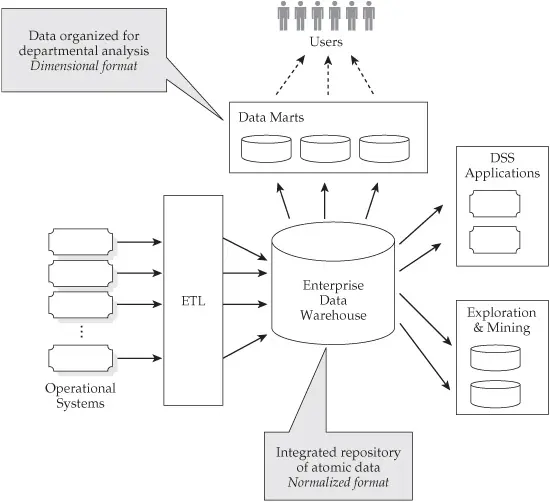 Data organized for
departmental analysis
Dimensional format
Users
Data Marts
DSS
Applications
ETL
Enterprise
Data
Warehouse
Exploration
& Mining
Operational
Systems
Integrated repository
of atomic data
Normalized format